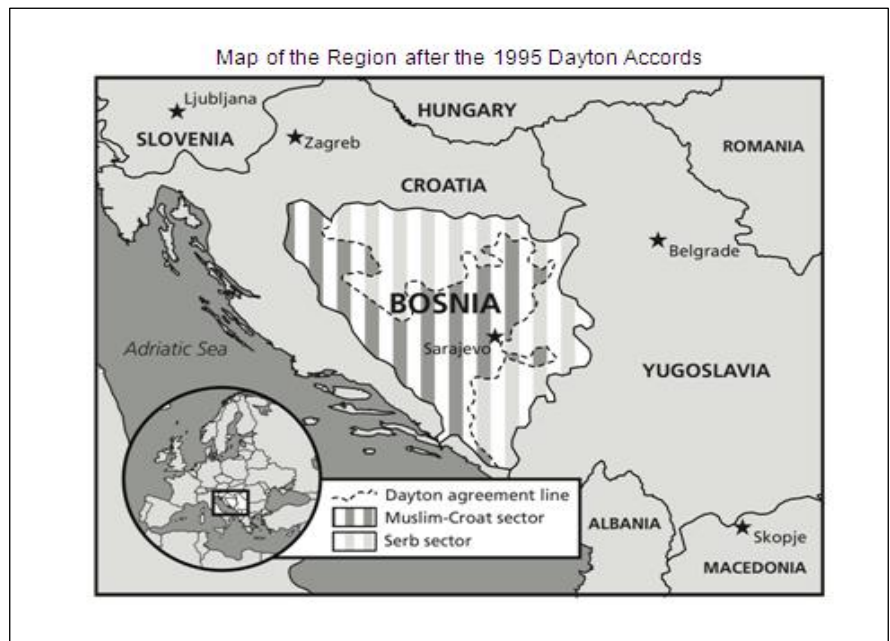 Map of the Region after the 1995 Dayton Accords
Ljubljana
SLOVENIA
HUNGARY
Zagreb
ROMANIA
CROATIA
Belgrade
BOSNIA
Sarajevo
Adriatic Sea
YUGOSLAVIA
Dayton agreement line
Muslim-Croat sector
Serb sector
ALBANIA
Skopje
MACEDONIA